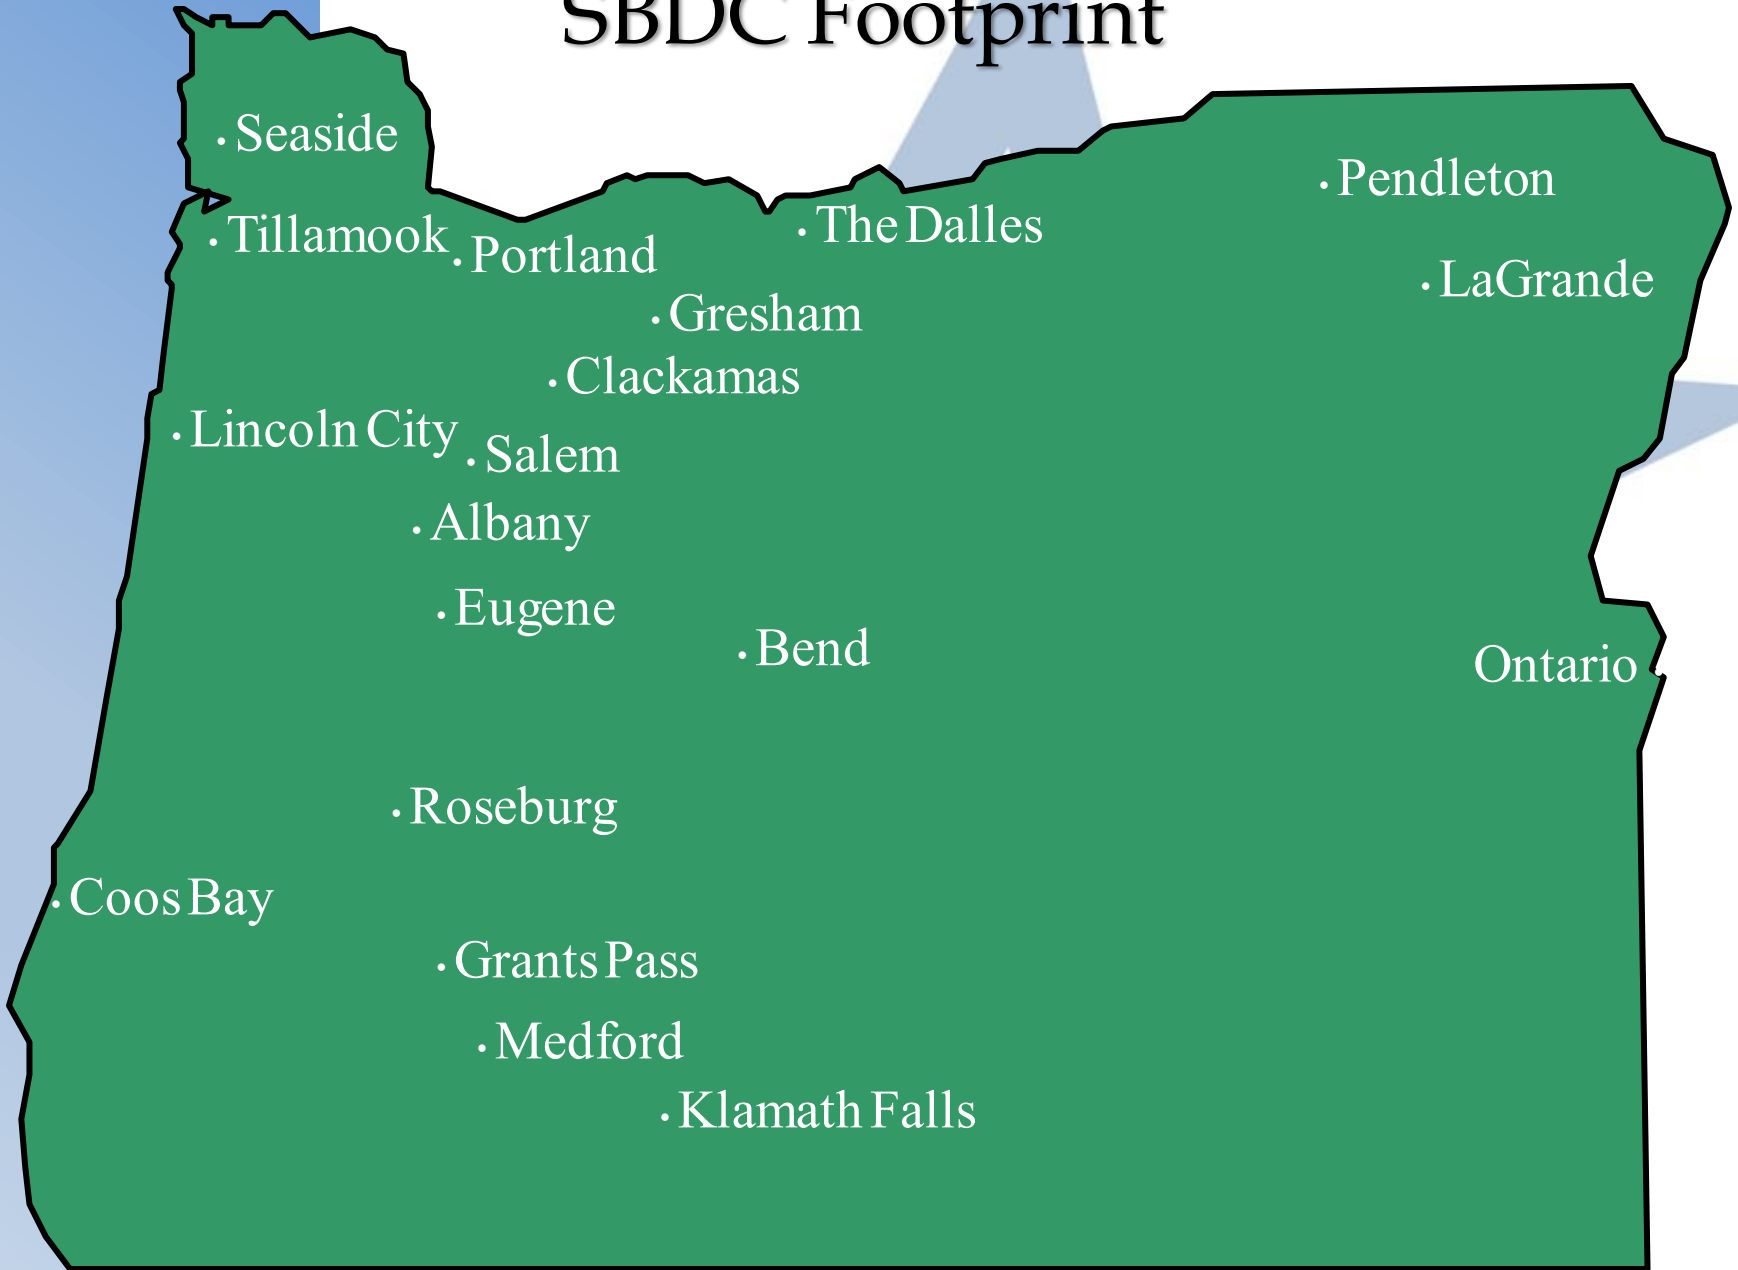 SBDC Footprint
Seaside
Pendleton
The Dalles
Tillamook
Portland
LaGrande
Gresham
Clackamas
Lincoln City
Salem
Albany
Eugene
Bend
Ontario
Roseburg
Coos Bay
Grants Pass
Medford
Klamath Falls